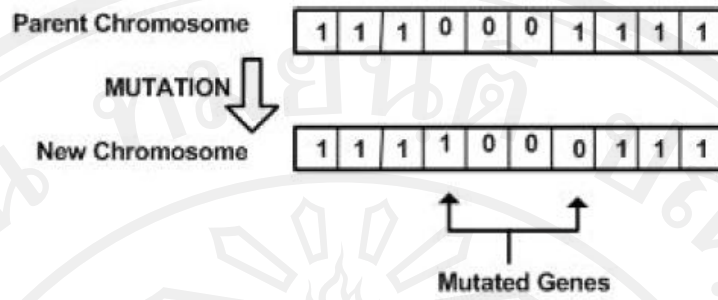 Parent Chromosome 1 1 1 0 0 0 1 1 1 1
MUTATION
New Chromosome 1 1 1 1 0 0 0 1 1 1
Mutated Genes